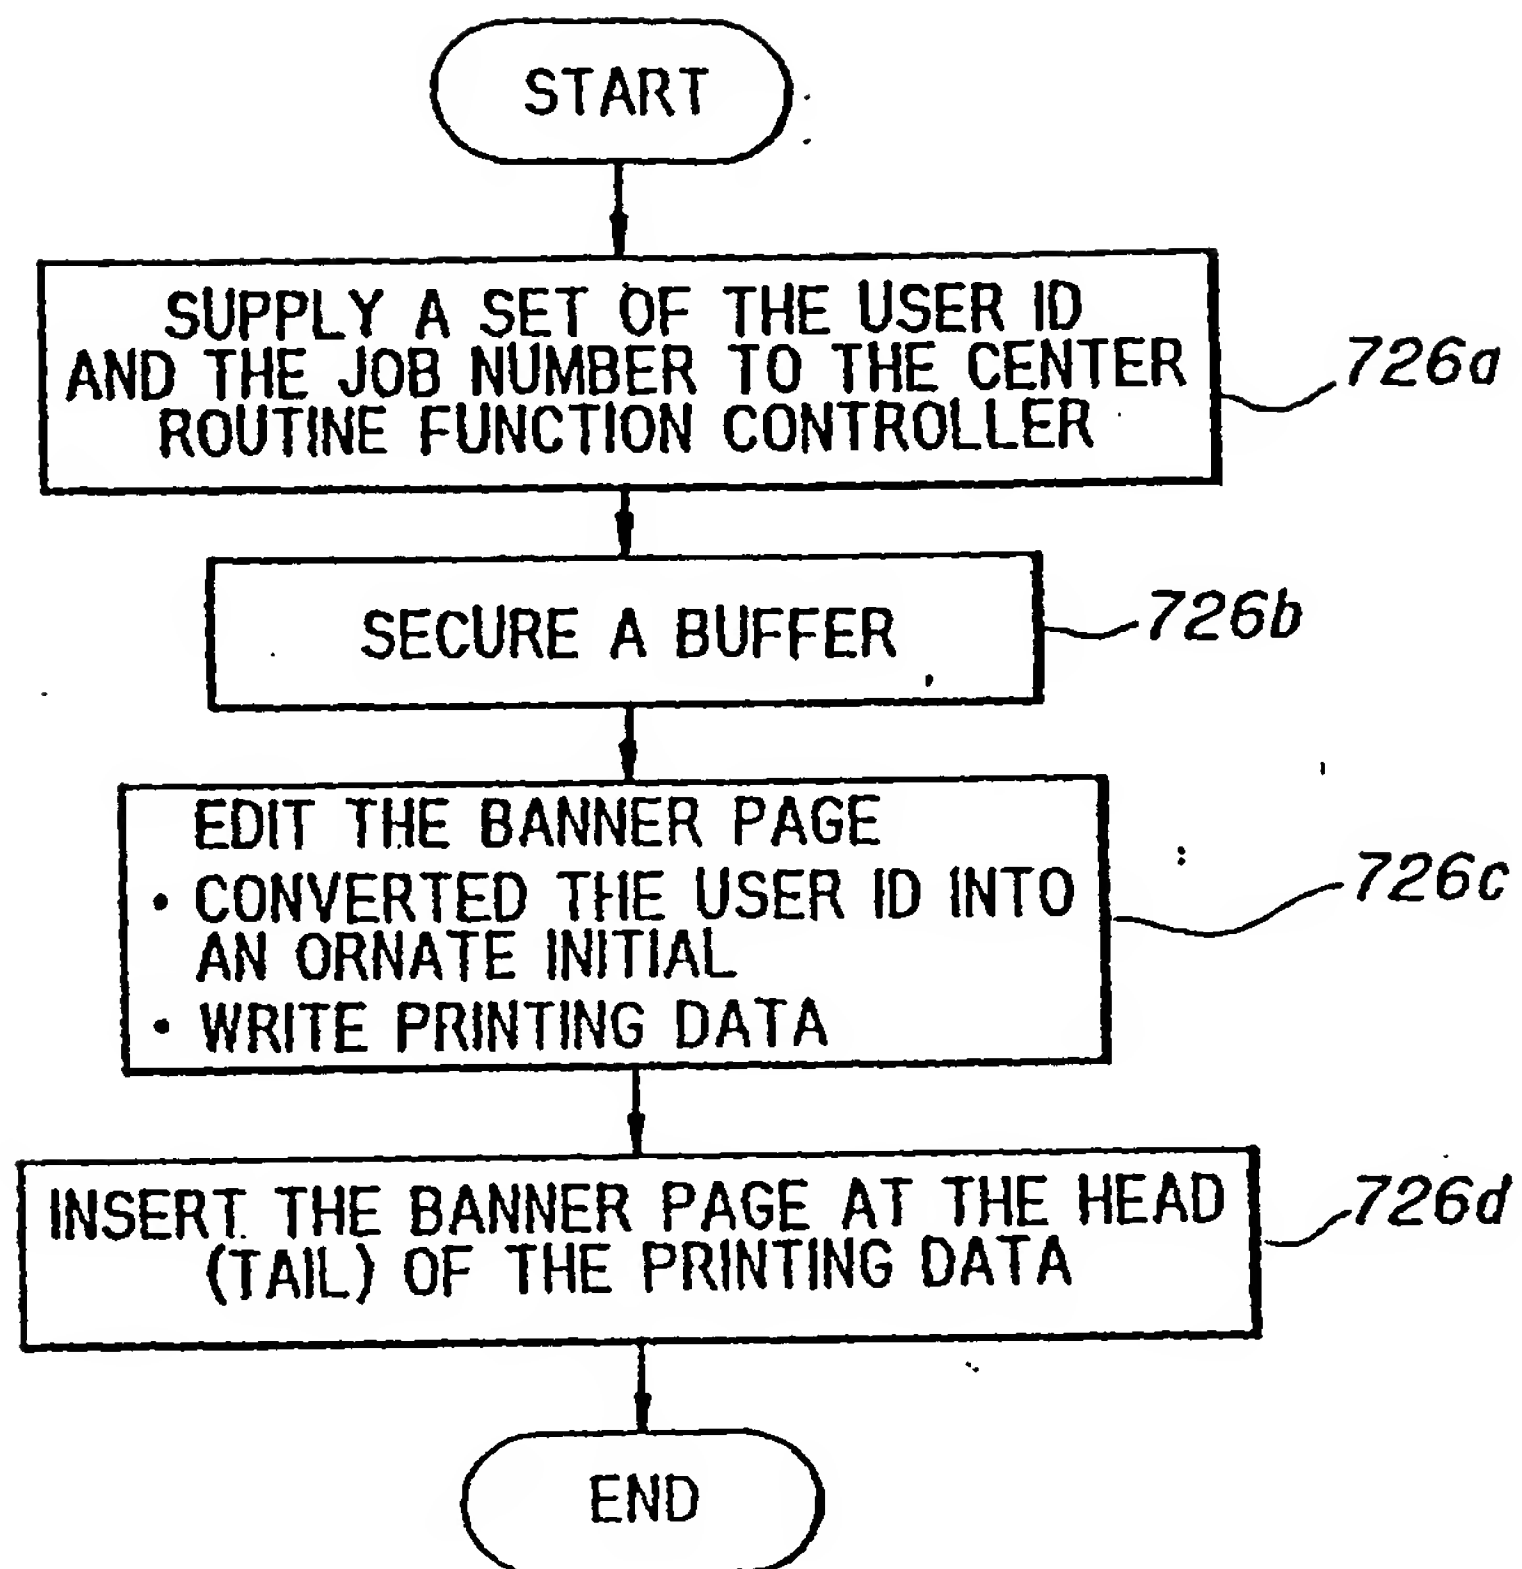 START
SUPPLY A SET OF THE USER ID
AND THE JOB NUMBER TO THE CENTER
ROUTINE FUNCTION CONTROLLER
726a
SECURE A BUFFER
726b
EDIT THE BANNER PAGE
• CONVERTED THE USER ID INTO
AN ORNATE INITIAL
• WRITE PRINTING DATA
726c
INSERT THE BANNER PAGE AT THE HEAD
(TAIL) OF THE PRINTING DATA
726d
END